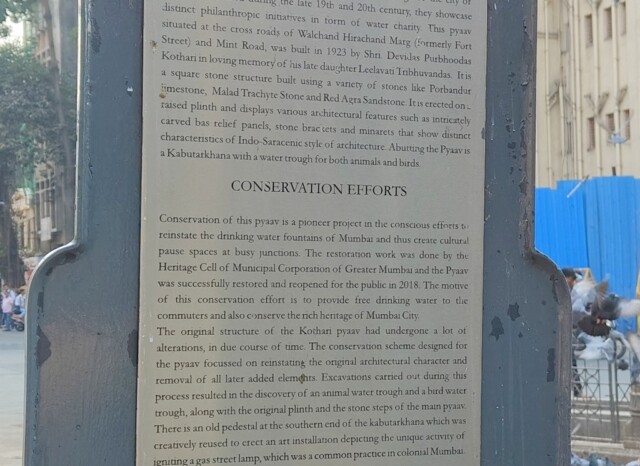 during the late 19th and 20th century, they showcase
distinct philanthropic initiatives in form of water charity. This pyaav
situated at the cross roads of Walchand Hirachand Marg (formerly Fort
Street) and Mint Road, was built in 1923 by Shri Devidas Purbhoodas
Kothari in loving memory of his late daughter Leelavati Tribhuvandas. It is
a square stone structure built using a variety of stones like Porbandur
limestone, Malad Trachyte Stone and Red Agra Sandstone. It is erected on
raised plinth and displays various architectural features such as intricately
carved bas relief panels, stone brackets and minarets that show distinct
characteristics of Indo-Saracenic style of architecture. Abutting the Pyaav is
a Kabutarkhana with a water trough for both animals and birds.
CONSERVATION EFFORTS
Conservation of this pyaav is a pioneer project in the conscious efforts to
reinstate the drinking water fountains of Mumbai and thus create cultural
pause spaces at busy junctions. The restoration work was done by the
Heritage Cell of Municipal Corporation of Greater Mumbai and the Pyaav
was successfully restored and reopened for the public in 2018. The motive
of this conservation effort is to provide free drinking water to the
commuters and also conserve the rich heritage of Mumbai City.
The original structure of the Kothari pyaav had undergone a lot of
alterations, in due course of time. The conservation scheme designed for
the pyaav focussed on reinstating the original architectural character and
removal of all later added elements. Excavations carried out during this
process resulted in the discovery of an animal water trough and a bird water
trough, along with the original plinth and the stone steps of the main pyaav.
There is an old pedestal at the southern end of the kabutarkhana which was
creatively reused to erect an art installation depicting the unique activity of
igniting a gas street lamp, which was a common practice in colonial Mumbai.